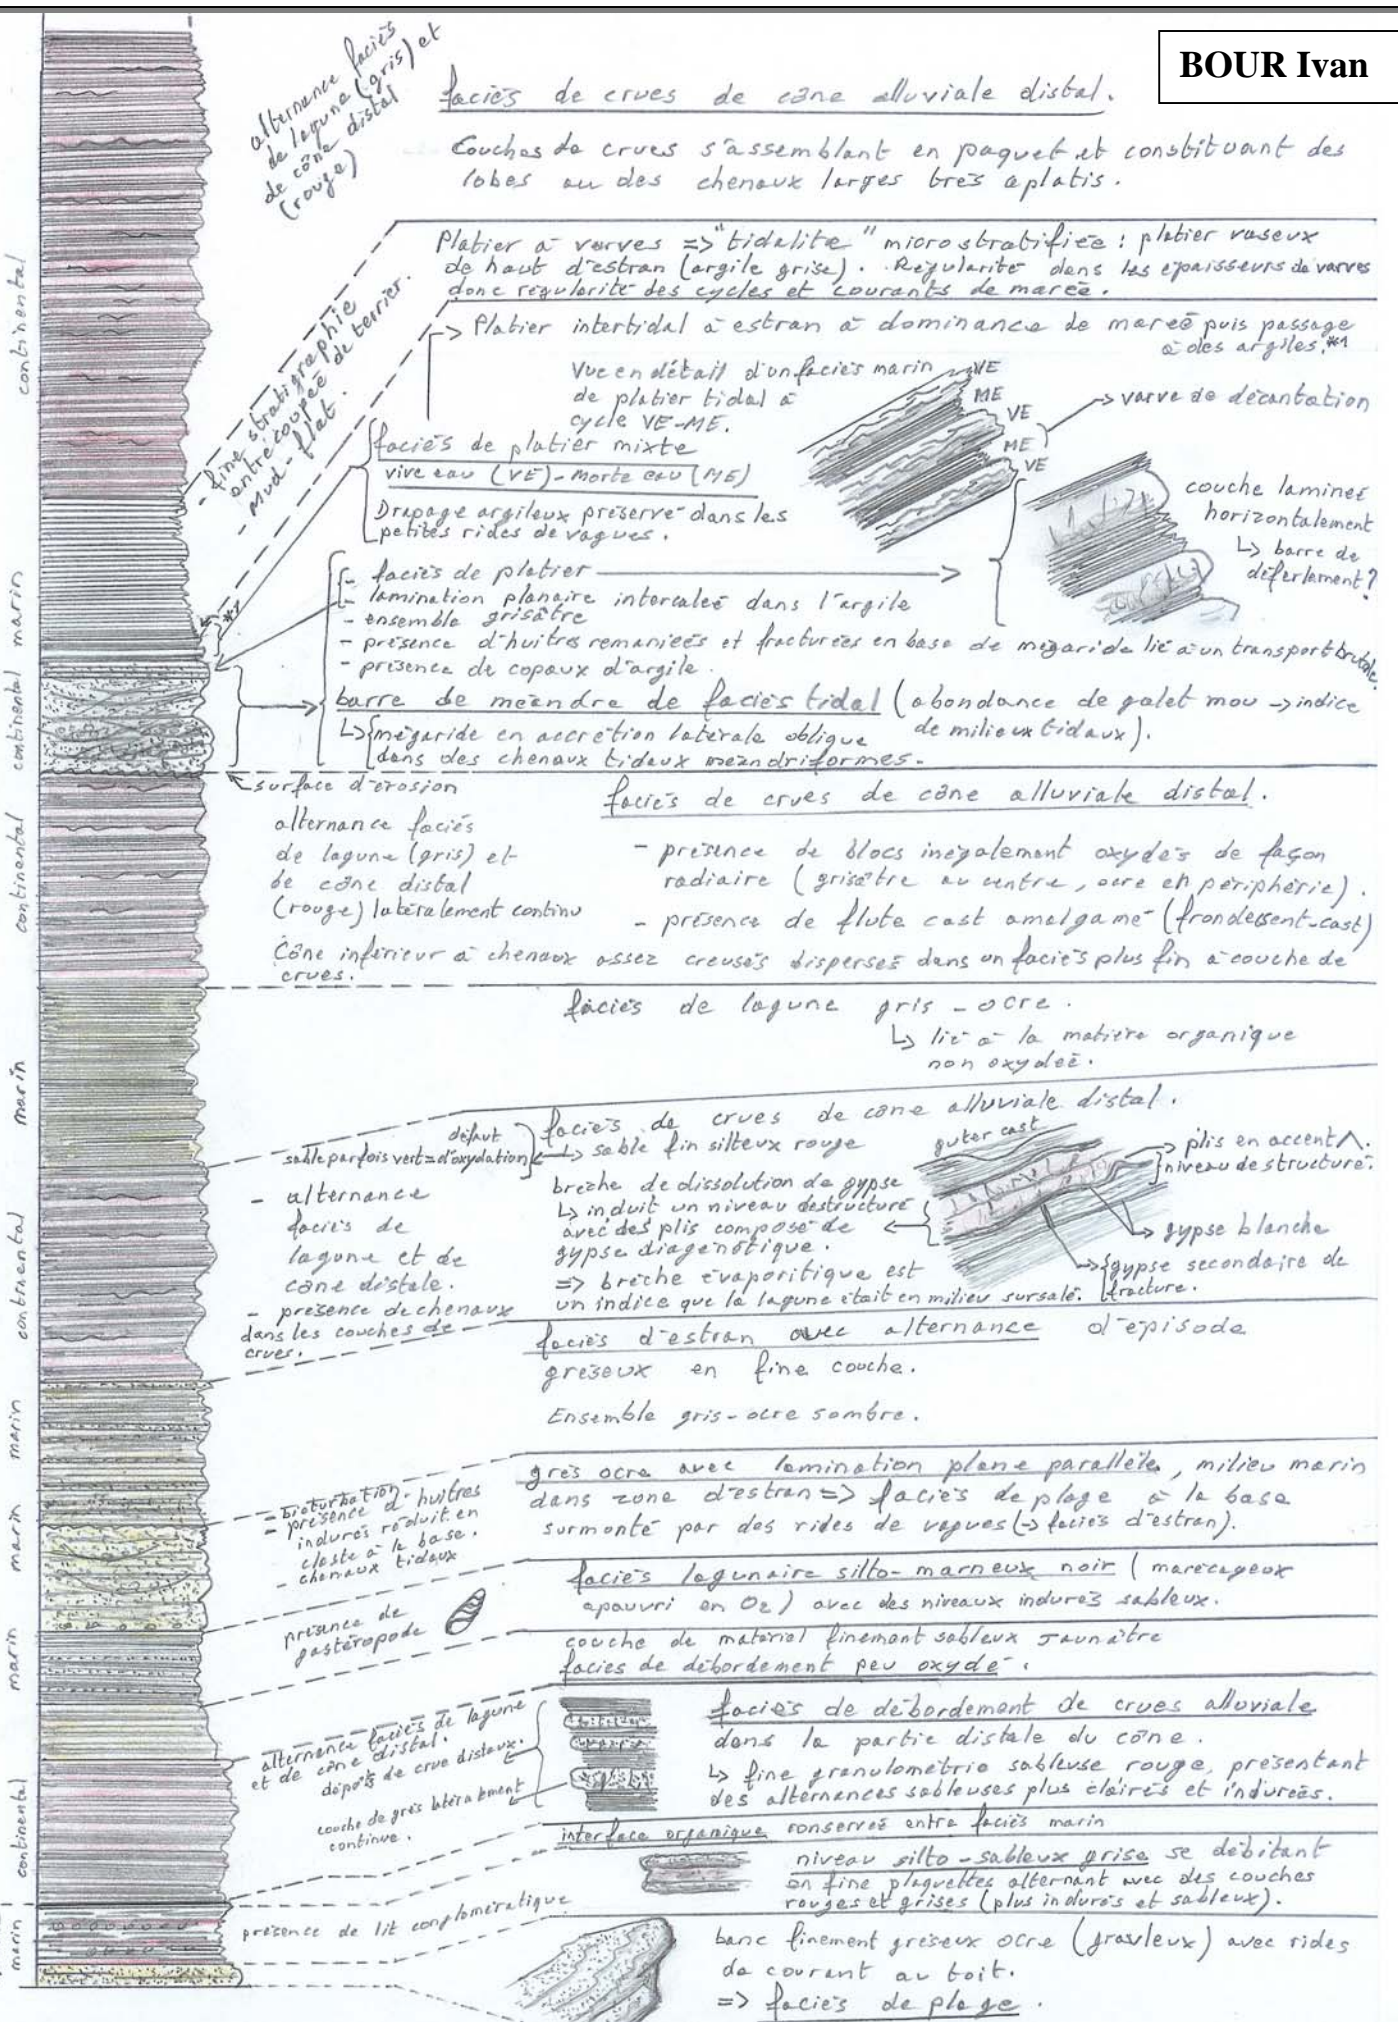 BOUR Ivan
alternance faciès
de lagune (gris) et
de cône distal
(rouge)
faciès de crues de cône alluviale distal.
Couches de crues s'assemblant en paquet et constituant des
lobes ou des chenaux larges très aplatis.
Platier à varves => "tidalite" microstratifiée : platier vaseux
de haut d'estran (argile grise). Régularité dans les épaisseurs de varves
donc régularité des cycles et courants de marée.
- fine stratigraphie
entrecoupée de terrier.
- Mud-flat.
Platier intertidal à estran à dominance de mareé puis passage
à des argiles.*1
Vue en détail d'un faciès marin
de platier tidal à
cycle VE-ME.
VE
ME
VE
ME
VE
-> varve de décantation
faciès de platier mixte
vive eau (VE) - morte eau (ME)
Drapage argileux préservé dans les
petites rides de vagues.
couche lamineé
horizontalement
↳ barre de
déferlement?
- faciès de platier
- lamination planaire intercaleé dans l'argile
- ensemble grisâtre
- présence d'huîtres remaniées et fracturées en base de mégaride lié à un transport brutale.
- présence de copaux d'argile.
*1
barre de méandre de faciès tidal (abondance de galet mou -> indice
de milieux tidaux).
↳ mégaride en accrétion latérale oblique
dans des chenaux tidaux méandriformes.
surface d'érosion
faciès de crues de cône alluviale distal.
alternance faciès
de lagune (gris) et
de cône distal
(rouge) latéralement continu
- présence de blocs inégalement oxydés de façon
radiaire (grisâtre au centre, ocre en périphérie).
- présence de flute cast amalgamé (frondescent-cast)
Cône inférieur à chenaux assez creusés dispersés dans un faciès plus fin à couche de
crues.
faciès de lagune gris - ocre.
↳ lié à la matière organique
non oxydeé.
faciès de crues de cône alluviale distal.
↳ sable fin silteux rouge
défaut
sable parfois vert = d'oxydation
- alternance
faciès de
lagune et de
cône distale.
- présence de chenaux
dans les couches de
crues.
brèche de dissolution de gypse
↳ induit un niveau destructuré
avec des plis composé de
gypse diagénétique.
=> brèche évaporitique est
un indice que la lagune était en milieu sursalé.
guter cast
-> plis en accent Λ.
niveau destructuré.
-> gypse blanche
-> gypse secondaire de
fracture.
faciès d'estran avec alternance d'épisode
gréseux en fine couche.
Ensemble gris-ocre sombre.
grès ocre avec lamination plane parallèle, milieu marin
dans zone d'estran => faciès de plage à la base
surmonté par des rides de vagues (-> faciès d'estran).
- bioturbation.
- présence d'huîtres
indurés réduit en
claste à la base.
- chenaux tidaux
faciès lagunaire silto-marneux noir (marécageux
apauvri en O2) avec des niveaux indurés sableux.
présence de
gastéropode
couche de matérial finement sableux jaunâtre
facies de débordement peu oxydé.
alternance faciès de lagune
et de cône distal.
dépôts de crue distaux.
couche de grès latéralement
continue.
faciès de débordement de crues alluviale
dans la partie distale du cône.
↳ fine granulométrie sableuse rouge, présentant
des alternances sableuses plus claires et indurées.
interface organique conserveé entre faciès marin
niveau silto-sableux grise se débitant
en fine plaquettes alternant avec des couches
rouges et grises (plus indurés et sableux).
présence de lit conglomératique
banc finement gréseux ocre (graveleux) avec rides
de courant au toit.
=> faciès de plage.
continental
marin
continental
continental
marin
continental
marin
marin
marin
continental
marin